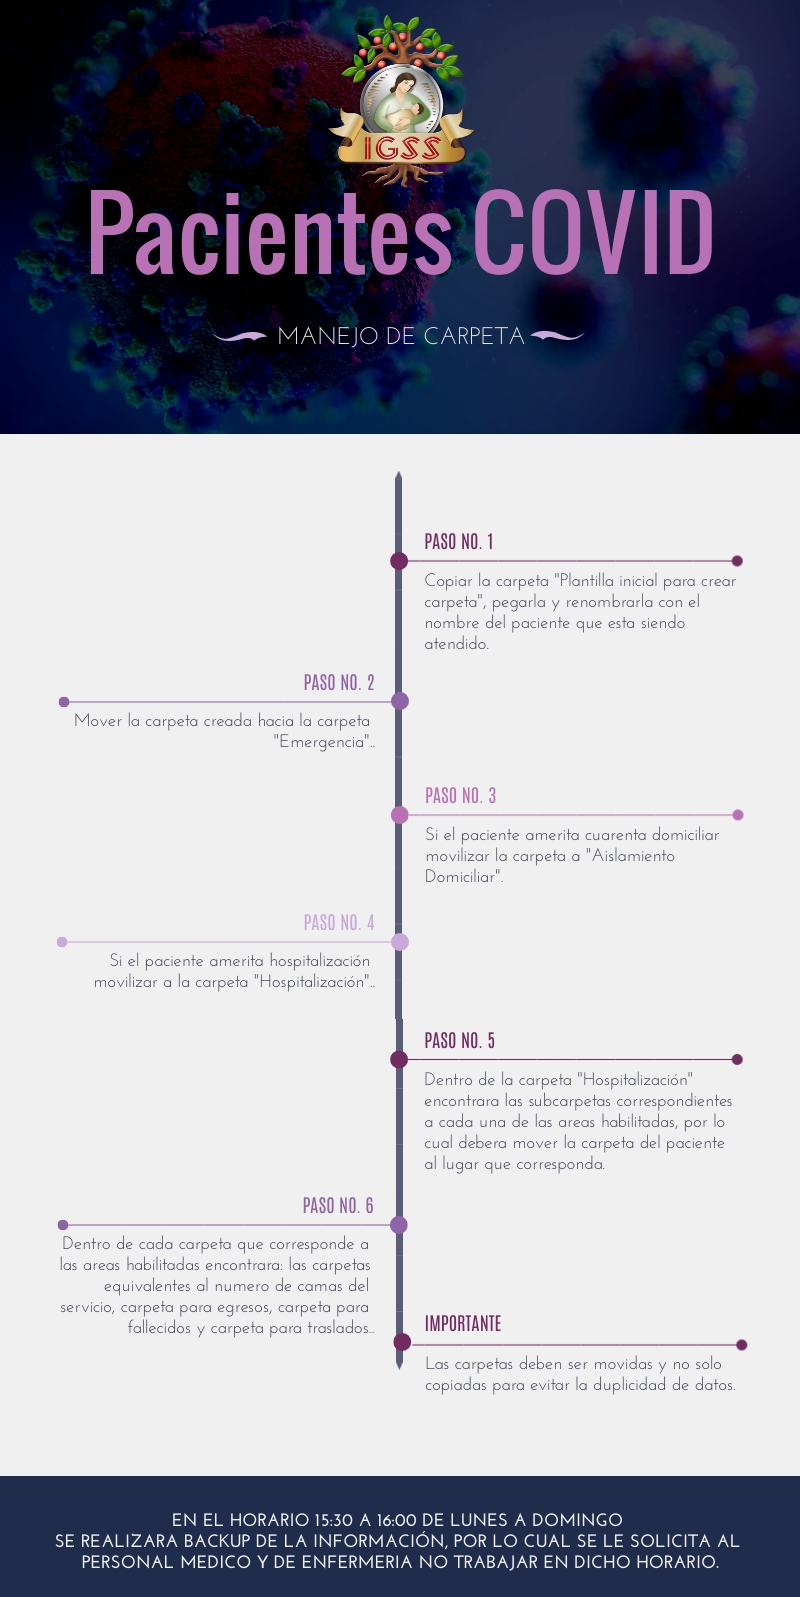 IGSS
Pacientes COVID
MANEJO DE CARPETA
PASO NO. 1
Copiar la carpeta "Plantilla inicial para crear
carpeta", pegarla y renombrarla con el
nombre del paciente que esta siendo
atendido.
PASO NO. 2
Mover la carpeta creada hacia la carpeta
"Emergencia"..
PASO NO. 3
Si el paciente amerita cuarenta domiciliar
movilizar la carpeta a "Aislamiento
Domiciliar".
PASO NO. 4
Si el paciente amerita hospitalización
movilizar a la carpeta "Hospitalización"..
PASO NO. 5
Dentro de la carpeta "Hospitalización"
encontrara las subcarpetas correspondientes
a cada una de las areas habilitadas, por lo
cual debera mover la carpeta del paciente
al lugar que corresponda.
PASO NO. 6
Dentro de cada carpeta que corresponde a
las areas habilitadas encontrara: las carpetas
equivalentes al numero de camas del
servicio, carpeta para egresos, carpeta para
fallecidos y carpeta para traslados..
IMPORTANTE
Las carpetas deben ser movidas y no solo
copiadas para evitar la duplicidad de datos.
EN EL HORARIO 15:30 A 16:00 DE LUNES A DOMINGO
SE REALIZARA BACKUP DE LA INFORMACIÓN, POR LO CUAL SE LE SOLICITA AL
PERSONAL MEDICO Y DE ENFERMERIA NO TRABAJAR EN DICHO HORARIO.